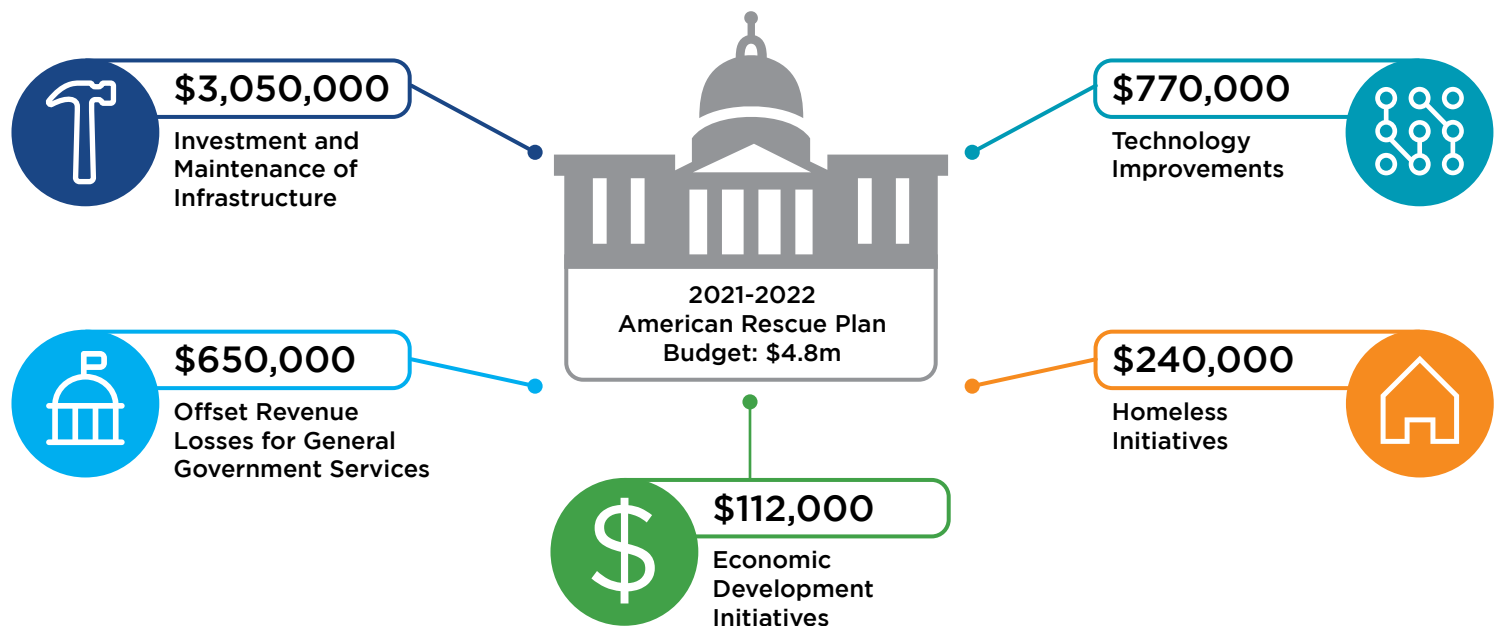 $3,050,000
Investment and
Maintenance of
Infrastructure
$770,000
Technology
Improvements
2021-2022
American Rescue Plan
Budget: $4.8m
$650,000
Offset Revenue
Losses for General
Government Services
$240,000
Homeless
Initiatives
$
$112,000
Economic
Development
Initiatives